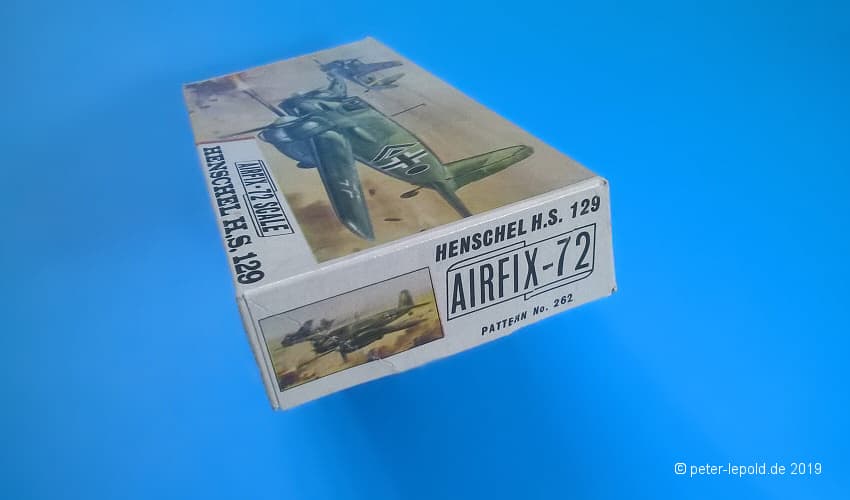 AIRFIX-72 SCALE
HENSCHEL H.S. 129
HENSCHEL H.S. 129
AIRFIX-72
PATTERN No. 262
© peter-lepold.de 2019